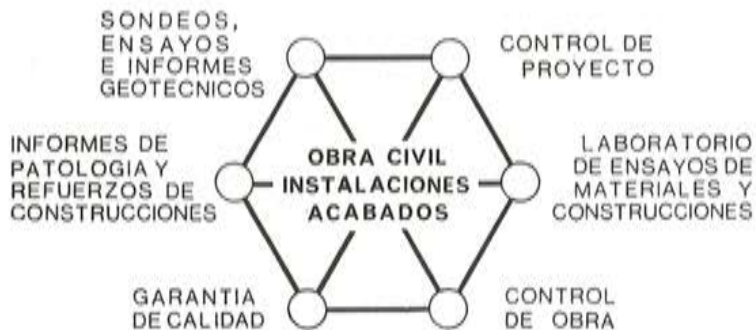 SONDEOS,
ENSAYOS
E INFORMES
GEOTECNICOS
CONTROL DE
PROYECTO
INFORMES DE
PATOLOGIA Y
REFUERZOS DE
CONSTRUCCIONES
OBRA CIVIL
INSTALACIONES
ACABADOS
LABORATORIO
DE ENSAYOS DE
MATERIALES Y
CONSTRUCCIONES
GARANTIA
DE CALIDAD
CONTROL
DE OBRA